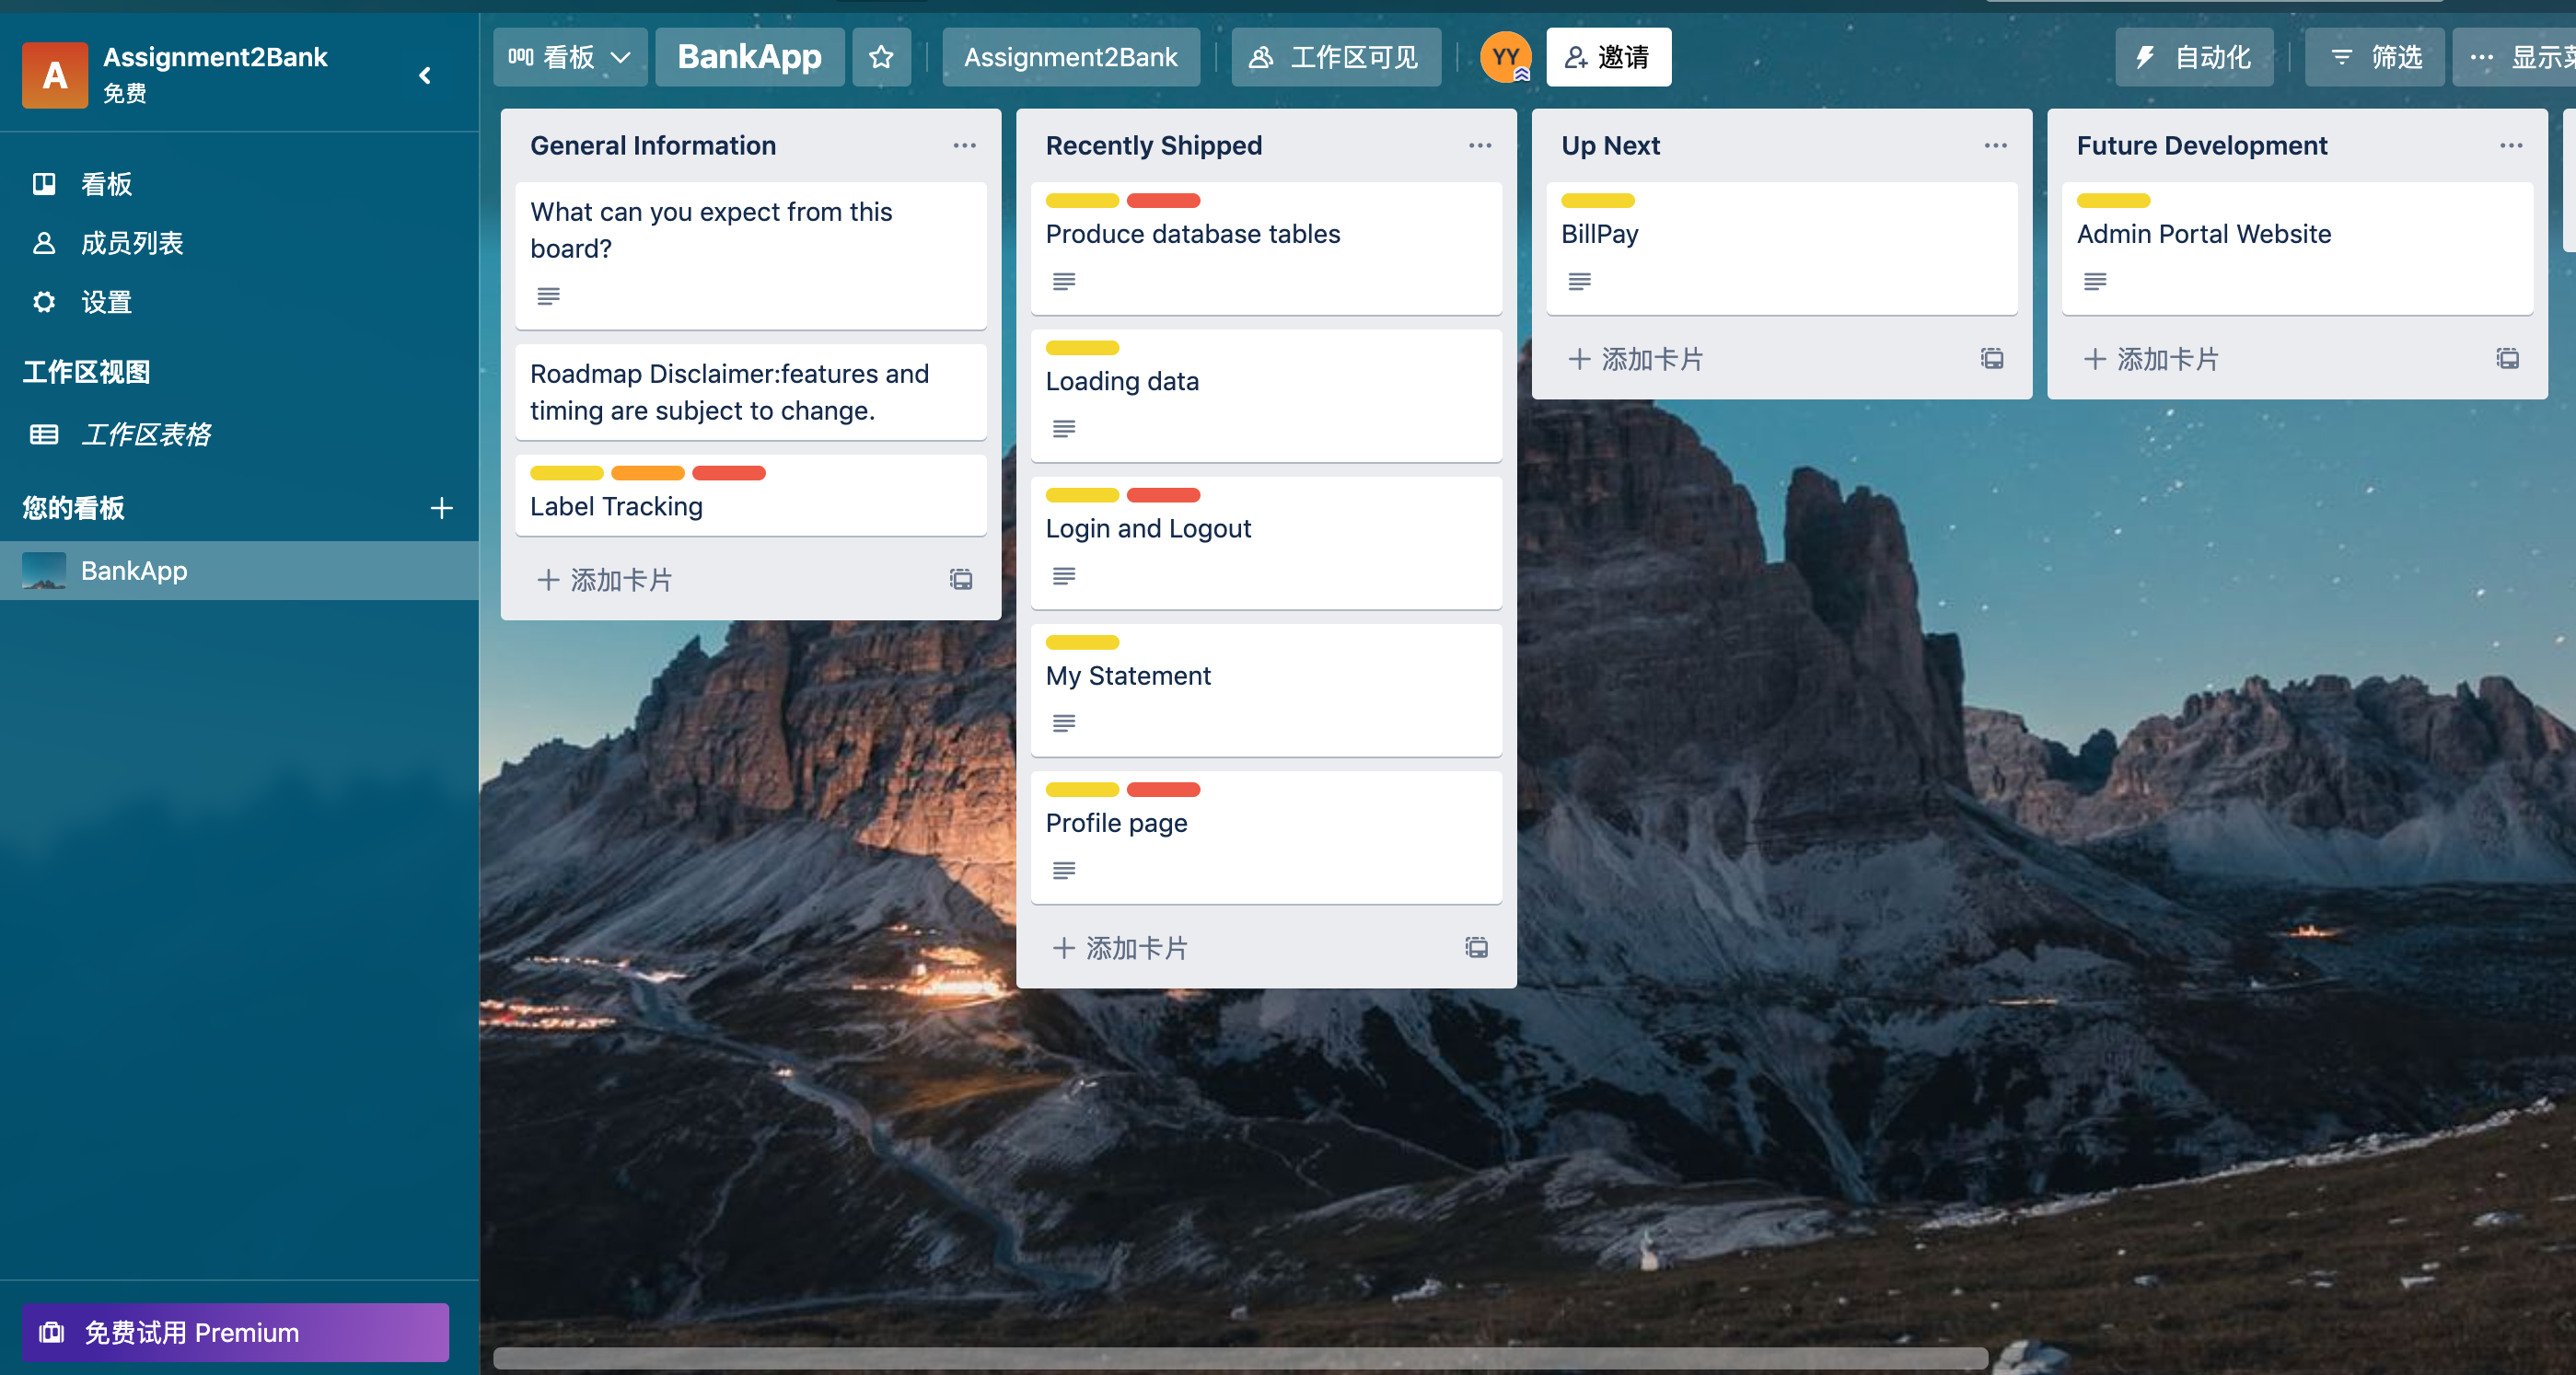 A
Assignment2Bank
免费
看板
成员列表
设置
工作区视图
工作区表格
您的看板
BankApp
免费试用 Premium
看板
BankApp
Assignment2Bank
工作区可见
YY
邀请
自动化
筛选
显示
General Information
What can you expect from this
board?
Roadmap Disclaimer:features and
timing are subject to change.
Label Tracking
添加卡片
Recently Shipped
Produce database tables
Loading data
Login and Logout
My Statement
Profile page
添加卡片
Up Next
BillPay
添加卡片
Future Development
Admin Portal Website
添加卡片